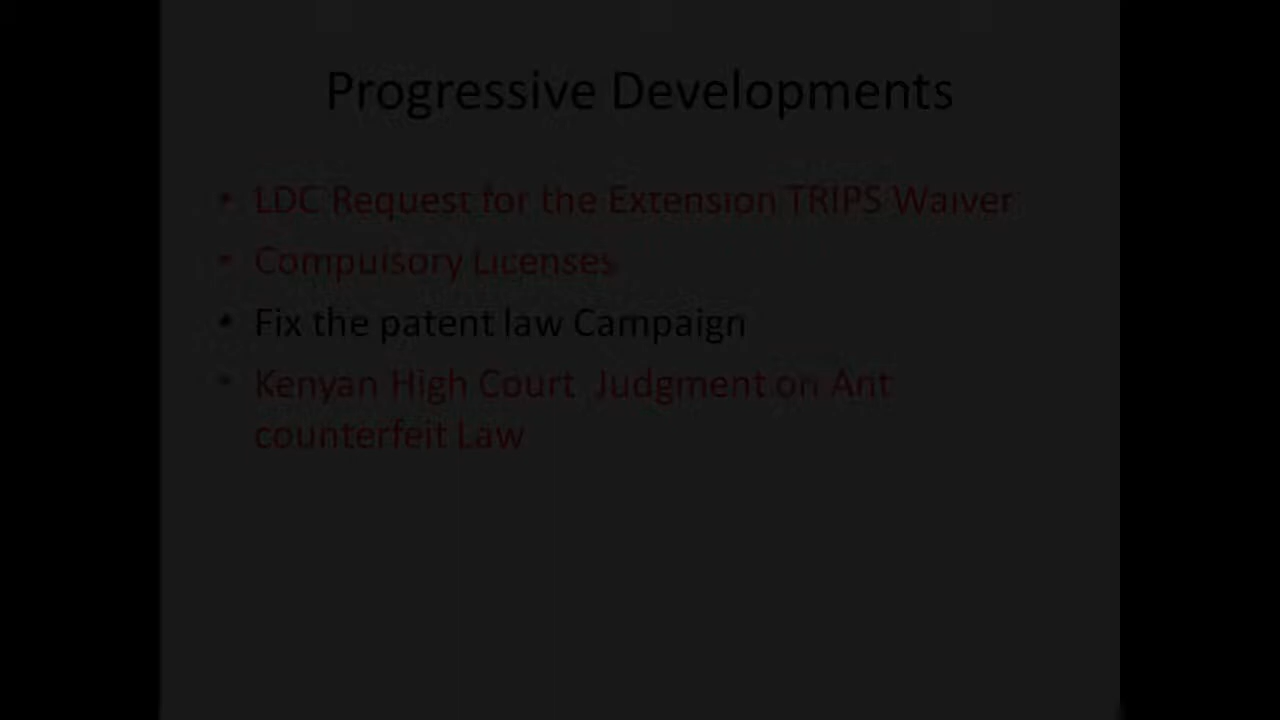 Progressive Developments
• LDC Request for the Extension TRIPS Waiver
• Compulsory Licenses
• Fix the patent law Campaign
• Kenyan High Court Judgment on Ant
counterfeit Law